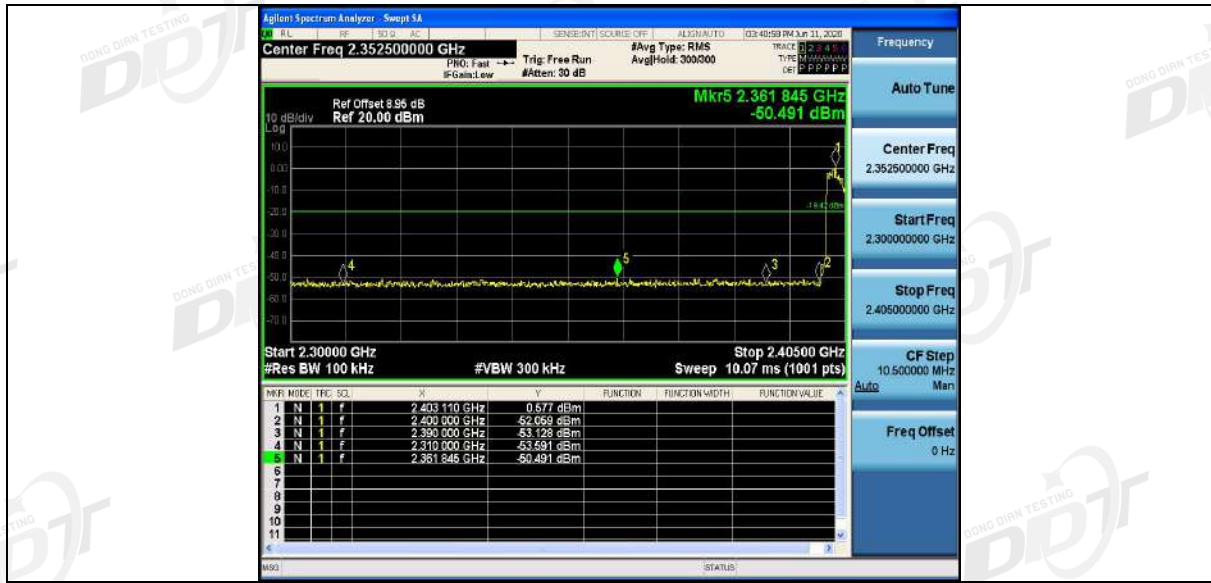 Agilent Spectrum Analyzer - Swept SA
RL RF 50 Ω AC SENSE:INT SOURCE OFF ALIGNAUTO 03:40:58 PM Jun 11, 2020
Center Freq 2.352500000 GHz
PNO: Fast
IFGain:Low
Trig: Free Run
#Atten: 30 dB
#Avg Type: RMS
Avg|Hold: 300/300
TRACE 1 2 3 4 5 6
TYPE M
DET P P P P P P
Mkr5 2.361 845 GHz
-50.491 dBm
Ref Offset 8.95 dB
Ref 20.00 dBm
10 dB/div
Log
10.0
0.00
-10.0
-20.0
-30.0
-40.0
-50.0
-60.0
-70.0
1
2
3
4
5
Start 2.30000 GHz
Stop 2.40500 GHz
#Res BW 100 kHz
#VBW 300 kHz
Sweep 10.07 ms (1001 pts)
MKR MODE TRC SCL X Y FUNCTION FUNCTION WIDTH FUNCTION VALUE
1 N 1 f 2.403 110 GHz 0.577 dBm
2 N 1 f 2.400 000 GHz -52.059 dBm
3 N 1 f 2.390 000 GHz -53.128 dBm
4 N 1 f 2.310 000 GHz -53.591 dBm
5 N 1 f 2.361 845 GHz -50.491 dBm
6
7
8
9
10
11
MSG
STATUS
Frequency
Auto Tune
Center Freq
2.352500000 GHz
Start Freq
2.300000000 GHz
Stop Freq
2.405000000 GHz
CF Step
10.500000 MHz
Auto Man
Freq Offset
0 Hz
DONG DIAN TESTING
DDT